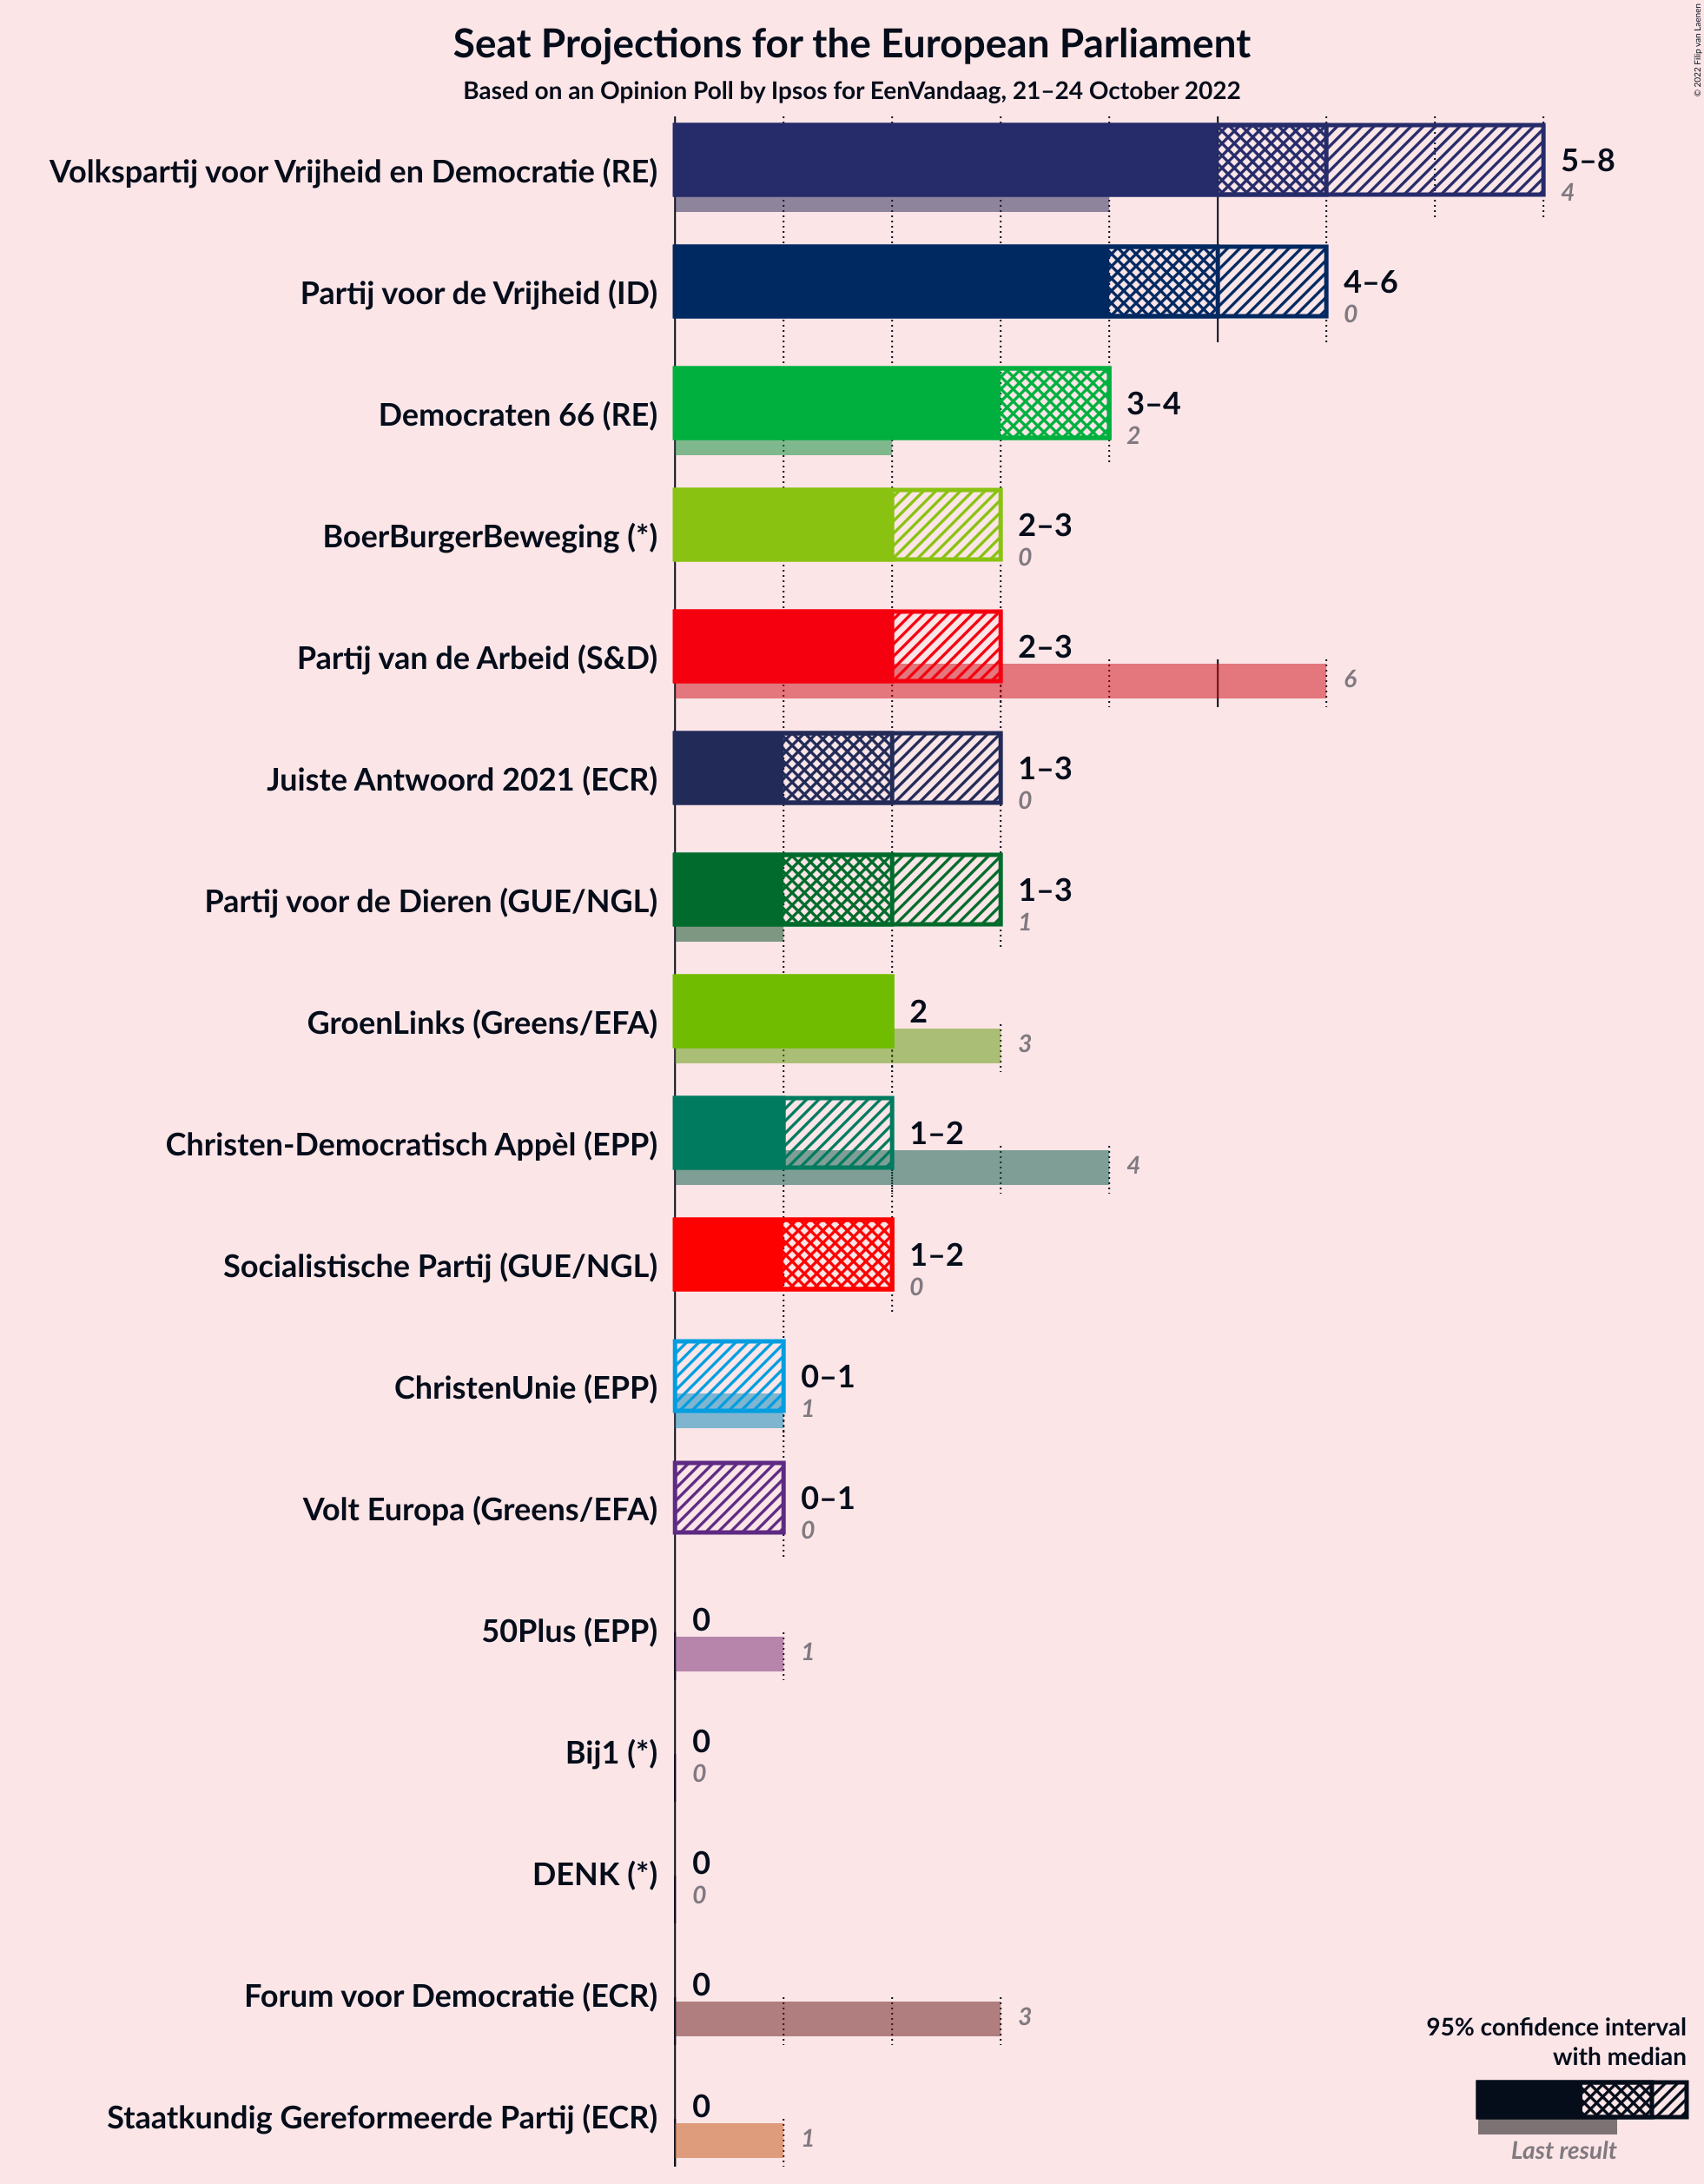 Seat Projections for the European Parliament
Based on an Opinion Poll by Ipsos for EenVandaag, 21–24 October 2022
© 2022 Filip van Laenen
Volkspartij voor Vrijheid en Democratie (RE)
5–8
4
Partij voor de Vrijheid (ID)
4–6
0
Democraten 66 (RE)
3–4
2
BoerBurgerBeweging (*)
2–3
0
Partij van de Arbeid (S&D)
2–3
6
Juiste Antwoord 2021 (ECR)
1–3
0
Partij voor de Dieren (GUE/NGL)
1–3
1
GroenLinks (Greens/EFA)
2
3
Christen-Democratisch Appèl (EPP)
1–2
4
Socialistische Partij (GUE/NGL)
1–2
0
ChristenUnie (EPP)
0–1
1
Volt Europa (Greens/EFA)
0–1
0
50Plus (EPP)
0
1
Bij1 (*)
0
0
DENK (*)
0
0
Forum voor Democratie (ECR)
0
3
Staatkundig Gereformeerde Partij (ECR)
0
1
95% confidence interval
with median
Last result